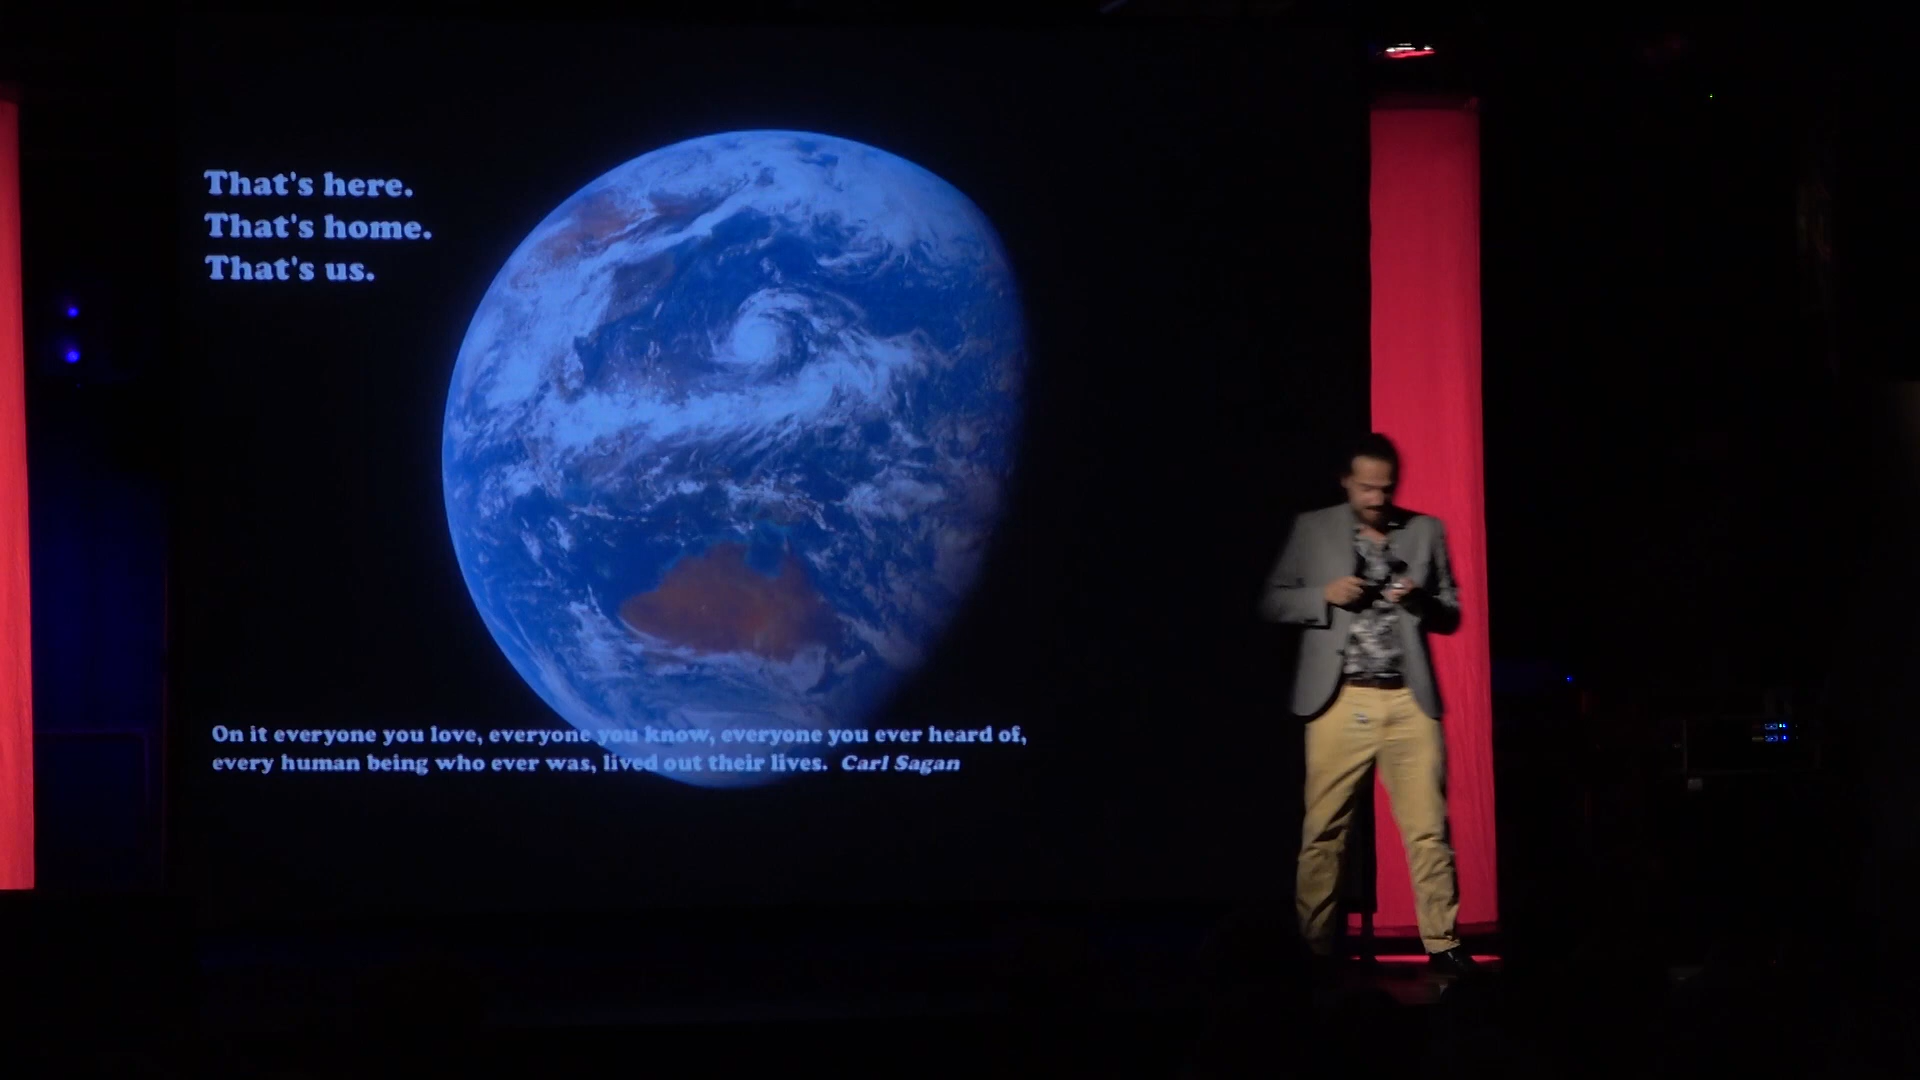 That's here.
That's home.
That's us.
On it everyone you love, everyone you know, everyone you ever heard of,
every human being who ever was, lived out their lives. Carl Sagan